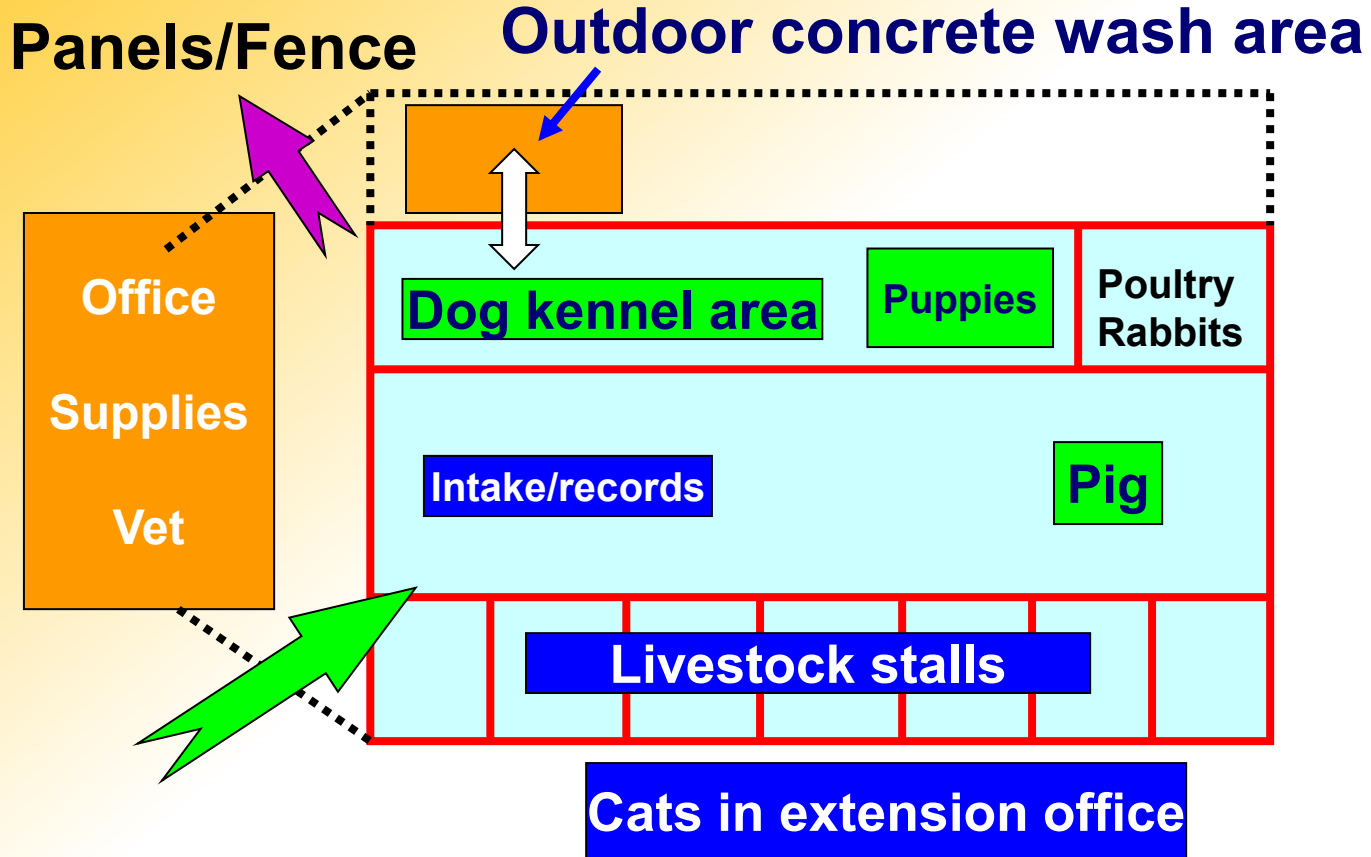 Panels/Fence
Outdoor concrete wash area
Office
Supplies
Vet
Dog kennel area
Puppies
Poultry
Rabbits
Intake/records
Pig
Livestock stalls
Cats in extension office